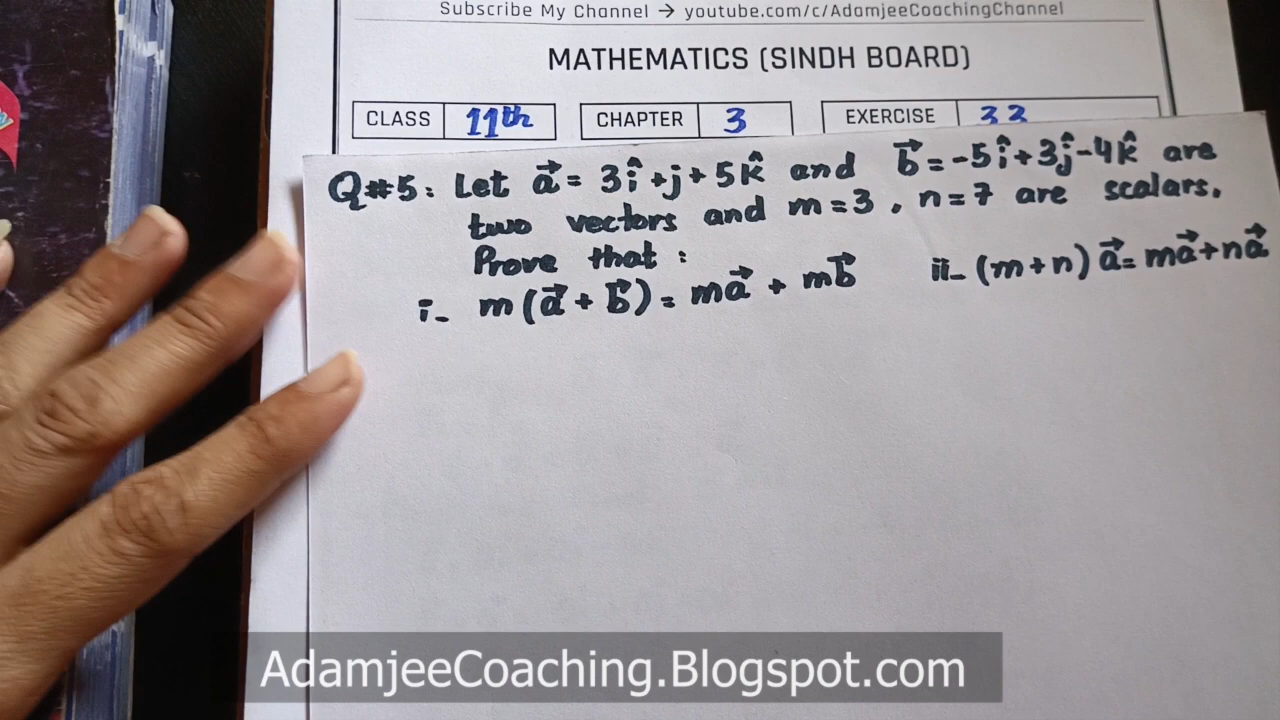 Subscribe My Channel → youtube.com/c/AdamjeeCoachingChannel
MATHEMATICS (SINDH BOARD)
CLASS 11th CHAPTER 3 EXERCISE
Q#5: Let a⃗ = 3î + j + 5k̂ and b⃗ = -5î + 3ĵ - 4k̂ are
two vectors and m = 3, n = 7 are scalars.
Prove that:
i- m(a⃗ + b⃗) = ma⃗ + mb⃗ ii- (m+n)a⃗ = ma⃗ + na⃗
AdamjeeCoaching.Blogspot.com